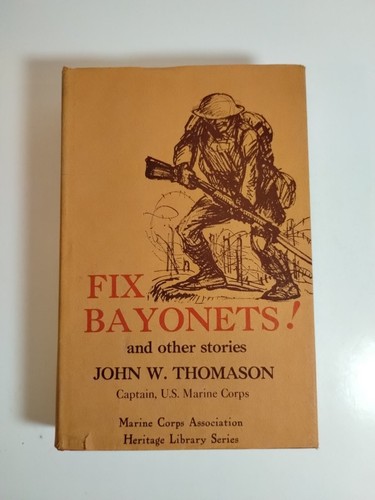 FIX
BAYONETS!
and other stories
JOHN W. THOMASON
Captain, U.S. Marine Corps
Marine Corps Association
Heritage Library Series